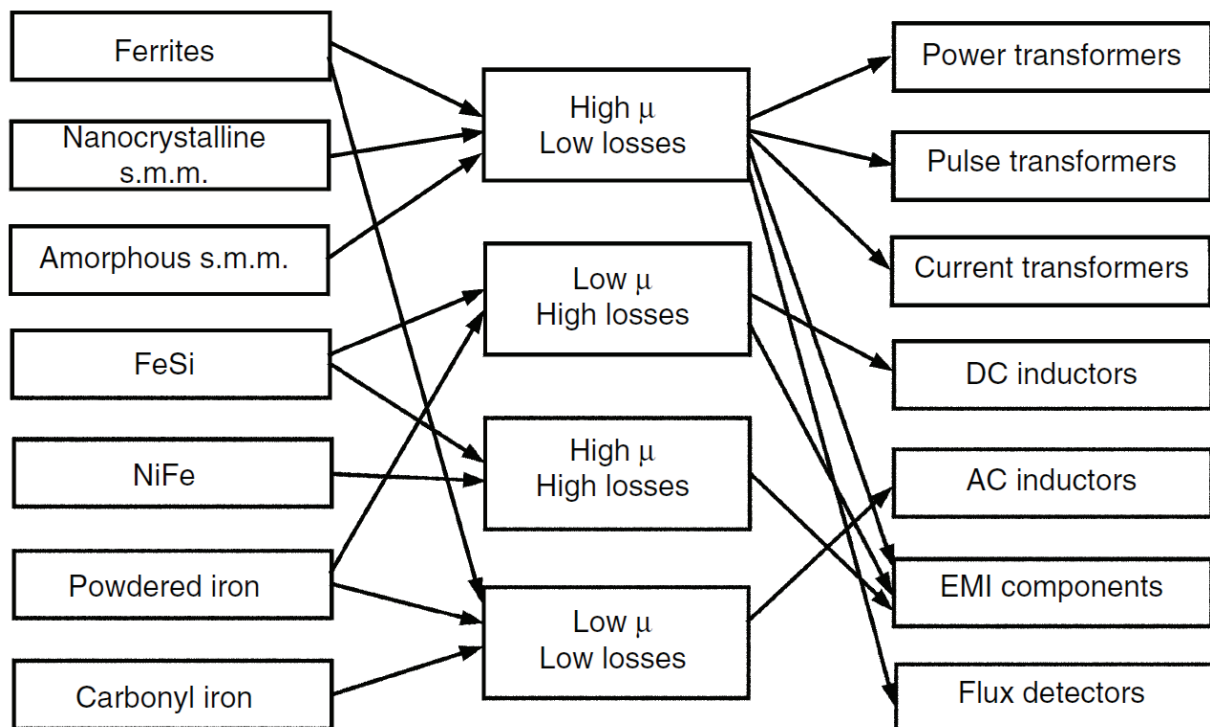 Ferrites
Nanocrystalline
s.m.m.
Amorphous s.m.m.
FeSi
NiFe
Powdered iron
Carbonyl iron
High μ
Low losses
Low μ
High losses
High μ
High losses
Low μ
Low losses
Power transformers
Pulse transformers
Current transformers
DC inductors
AC inductors
EMI components
Flux detectors